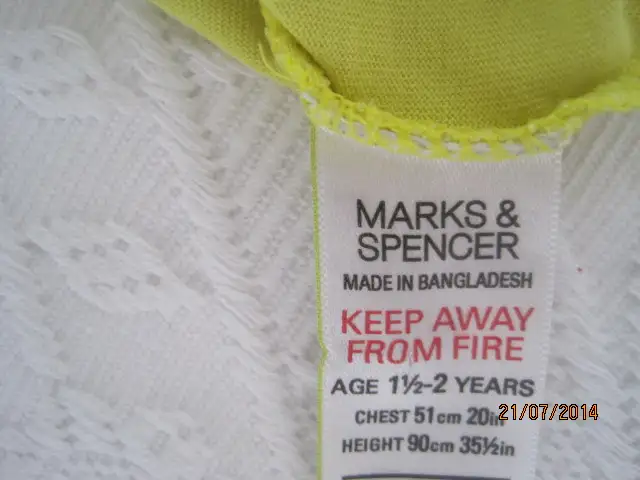 MARKS &
SPENCER
MADE IN BANGLADESH
KEEP AWAY
FROM FIRE
AGE 1½-2 YEARS
CHEST 51cm 20in
21/07/2014
HEIGHT 90cm 35½in